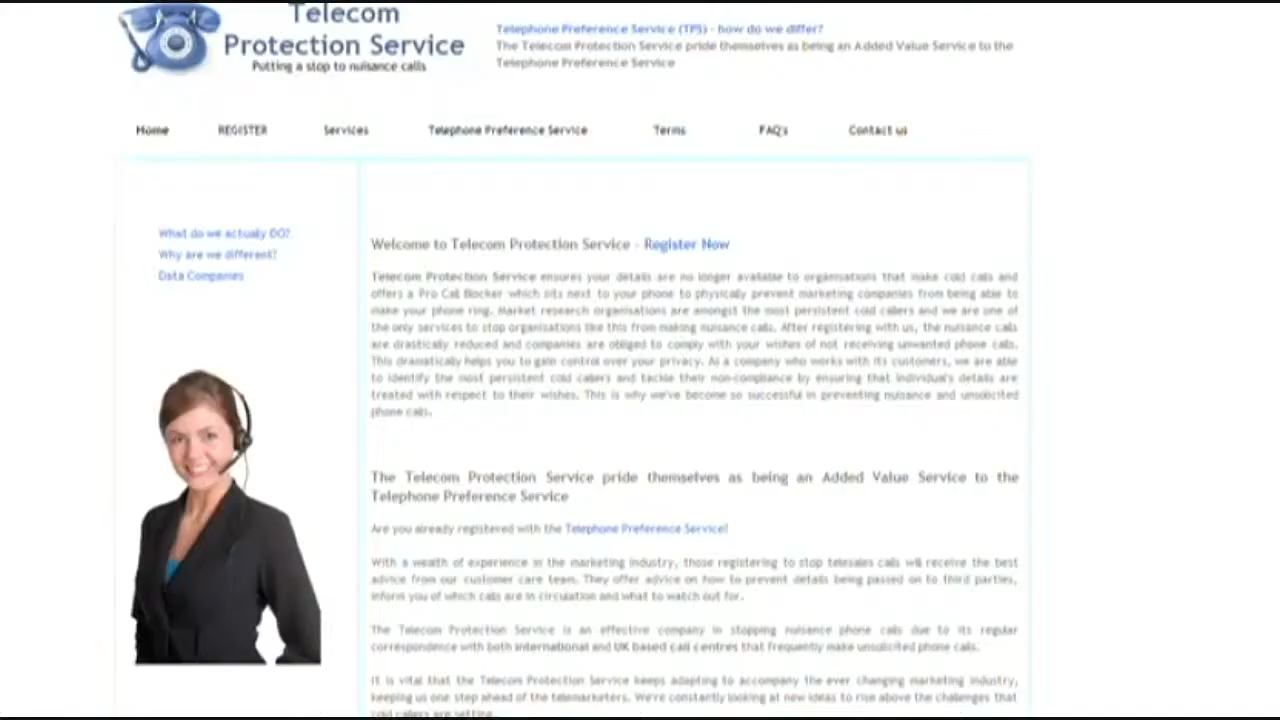 Telecom
Protection Service
Putting a stop to nuisance calls
Telephone Preference Service (TPS) - how do we differ?
The Telecom Protection Service pride themselves as being an Added Value Service to the
Telephone Preference Service
Home REGISTER Services Telephone Preference Service Terms FAQ's Contact us
What do we actually DO?
Why are we different?
Data Companies
Welcome to Telecom Protection Service - Register Now
Telecom Protection Service ensures your details are no longer available to organisations that make cold calls and
offers a Pro Call Blocker which sits next to your phone to physically prevent marketing companies from being able to
make your phone ring. Market research organisations are amongst the most persistent cold callers and we are one of
the only services to stop organisations like this from making nuisance calls. After registering with us, the nuisance calls
are drastically reduced and companies are obliged to comply with your wishes of not receiving unwanted phone calls.
This dramatically helps you to gain control over your privacy. As a company who works with its customers, we are able
to identify the most persistent cold callers and tackle their non-compliance by ensuring that individual's details are
treated with respect to their wishes. This is why we've become so successful in preventing nuisance and unsolicited
phone calls.
The Telecom Protection Service pride themselves as being an Added Value Service to the
Telephone Preference Service
Are you already registered with the Telephone Preference Service?
With a wealth of experience in the marketing industry, those registering to stop telesales calls will receive the best
advice from our customer care team. They offer advice on how to prevent details being passed on to third parties,
inform you of which calls are in circulation and what to watch out for.
The Telecom Protection Service is an effective company in stopping nuisance phone calls due to its regular
correspondence with both international and UK based call centres that frequently make unsolicited phone calls.
It is vital that the Telecom Protection Service keeps adapting to accompany the ever changing marketing industry,
keeping us one step ahead of the telemarketers. We're constantly looking at new ideas to rise above the challenges that
cold callers are setting.